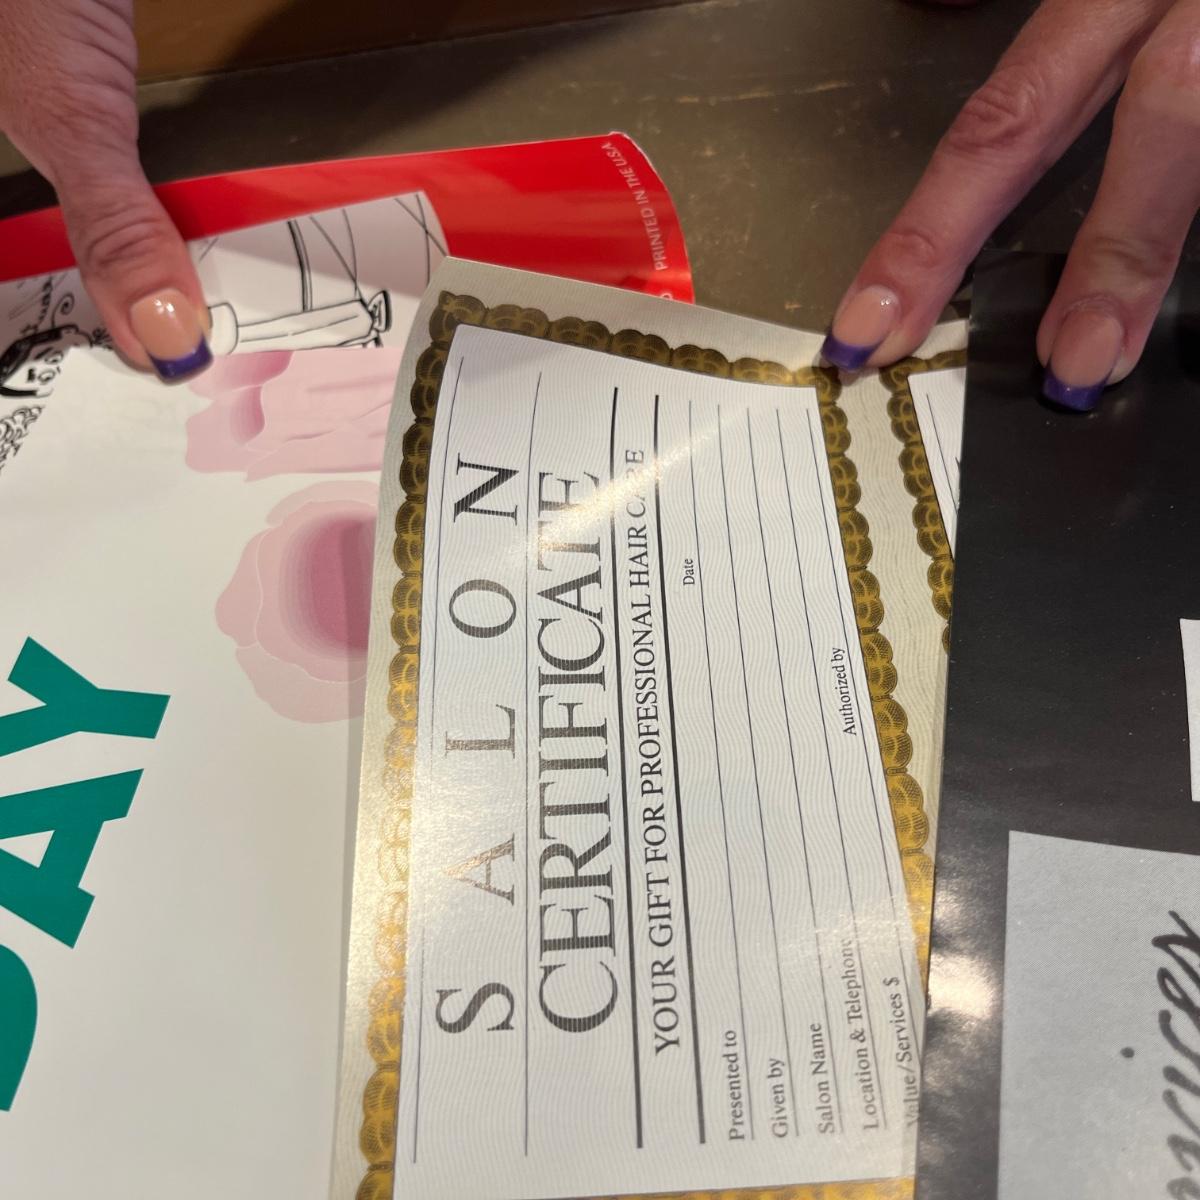 PRINTED IN THE USA
DAY
SALON
CERTIFICATE
YOUR GIFT FOR PROFESSIONAL HAIR CARE
Date
Presented to
Given by
Salon Name
Authorized by
Location & Telephone
Value/Services $